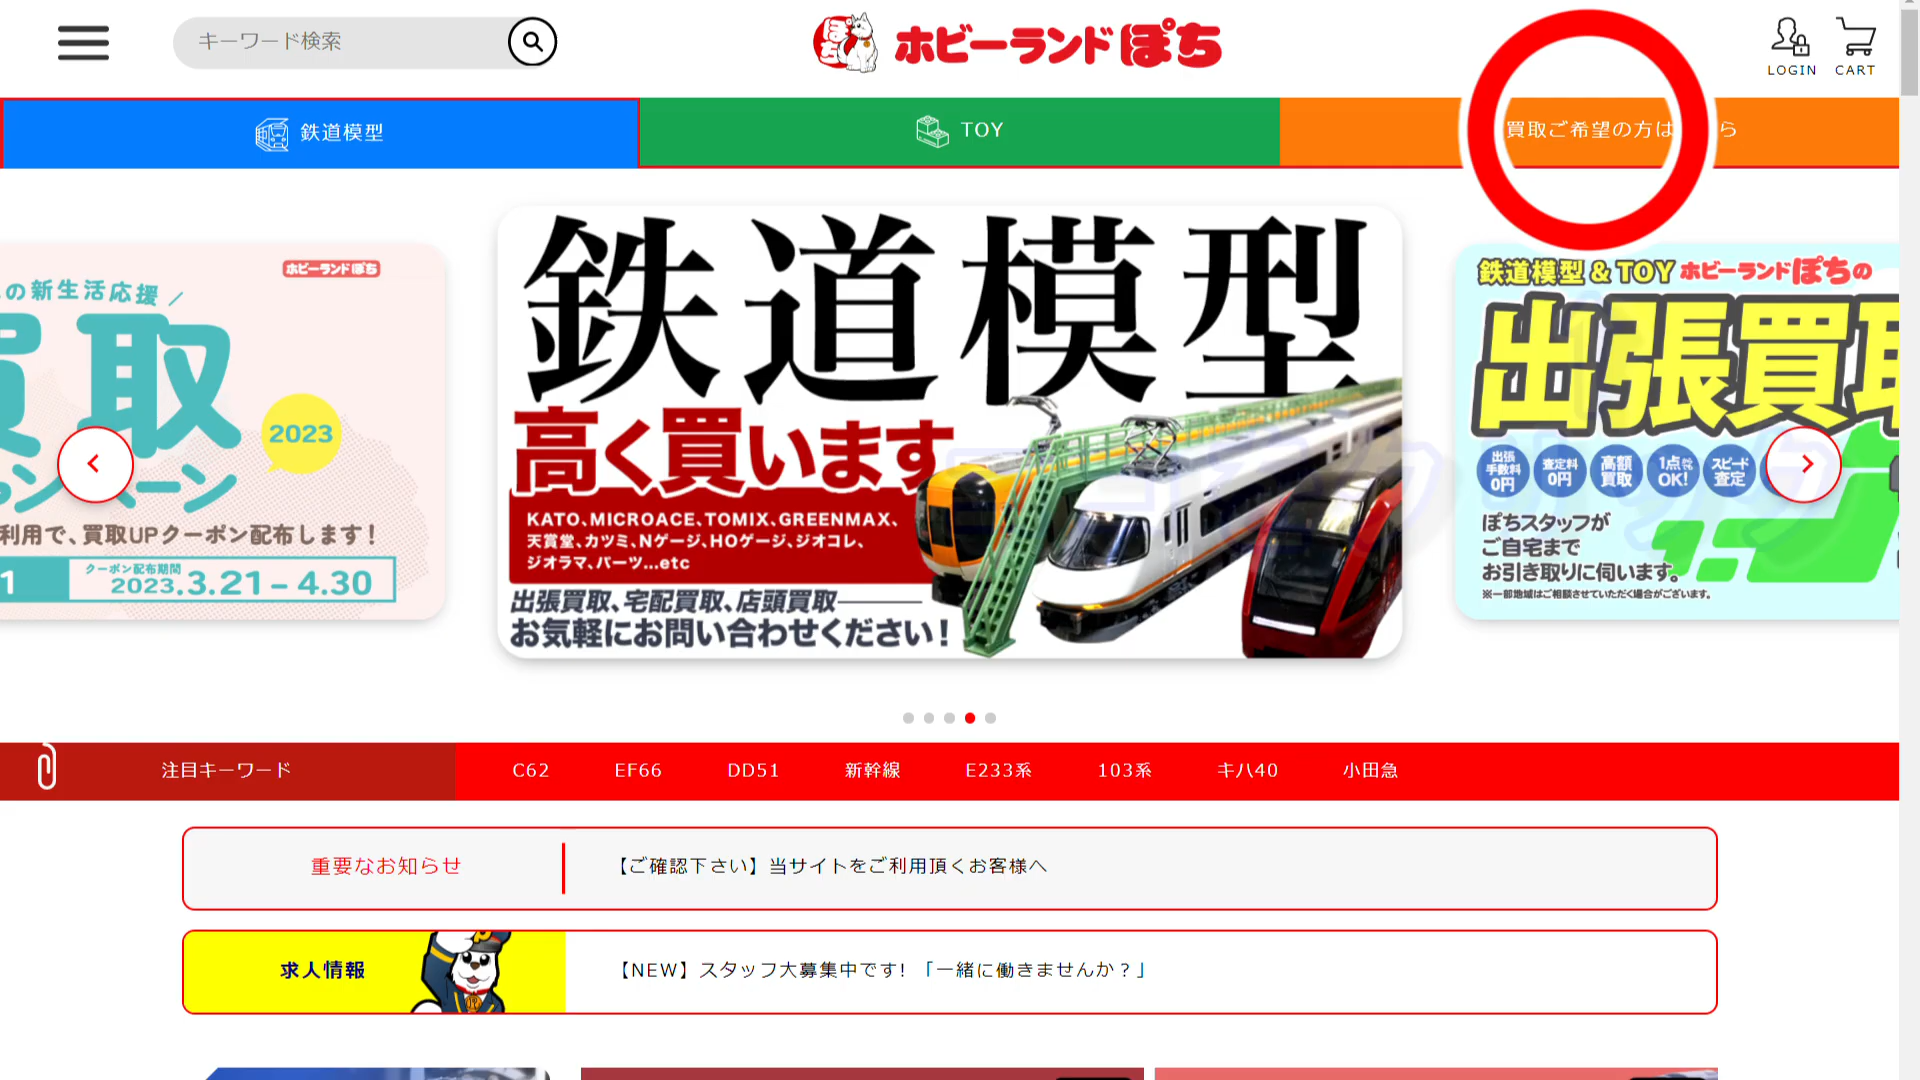 キーワード検索
ぽち
ホビーランドぽち
LOGIN
CART
鉄道模型
TOY
買取ご希望の方は
ら
の新生活応援
ホビーランドぽち
買取
2023
利用で、買取UPクーポン配布します!
1
クーポン配布期間
2023.3.21 – 4.30
鉄道模型
高く買います
KATO、MICROACE、TOMIX、GREENMAX、
天賞堂、カツミ、Nゲージ、HOゲージ、ジオコレ、
ジオラマ、パーツ...etc
出張買取、宅配買取、店頭買取
お気軽にお問い合わせください!
鉄道模型 & TOY ホビーランドぽちの
出張買取
出張手数料0円
査定料0円
高額買取
1点からOK!
スピード査定
ぽちスタッフが
ご自宅まで
お引き取りに伺います。
※一部地域はご相談させていただく場合がございます。
注目キーワード
C62
EF66
DD51
新幹線
E233系
103系
キハ40
小田急
重要なお知らせ
【ご確認下さい】当サイトをご利用頂くお客様へ
求人情報
【NEW】スタッフ大募集中です!「一緒に働きませんか?」